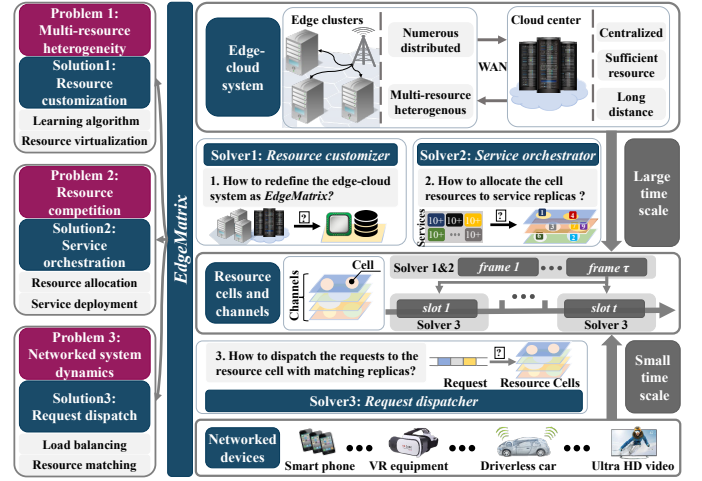 Problem 1:
Multi-resource
heterogeneity
Solution1:
Resource
customization
Learning algorithm
Resource virtualization
Problem 2:
Resource
competition
Solution2:
Service
orchestration
Resource allocation
Service deployment
Problem 3:
Networked system
dynamics
Solution3:
Request dispatch
Load balancing
Resource matching
EdgeMatrix
Edge-
cloud
system
Edge clusters
Numerous
distributed
Multi-resource
heterogenous
WAN
Cloud center
Centralized
Sufficient
resource
Long
distance
Solver1: Resource customizer
1. How to redefine the edge-cloud
system as EdgeMatrix?
?
Solver2: Service orchestrator
2. How to allocate the cell
resources to service replicas ?
Services
10+ 10+ 10+
10+ ••• 10+
?
Large
time
scale
Resource
cells and
channels
Channels
Cell
Solver 1&2
frame 1 ••• frame τ
slot 1 ••• slot t
Solver 3
Solver 3
3. How to dispatch the requests to the
resource cell with matching replicas?
?
Request
Resource Cells
Solver3: Request dispatcher
Small
time
scale
Networked
devices
Smart phone
VR equipment
Driverless car
Ultra HD video